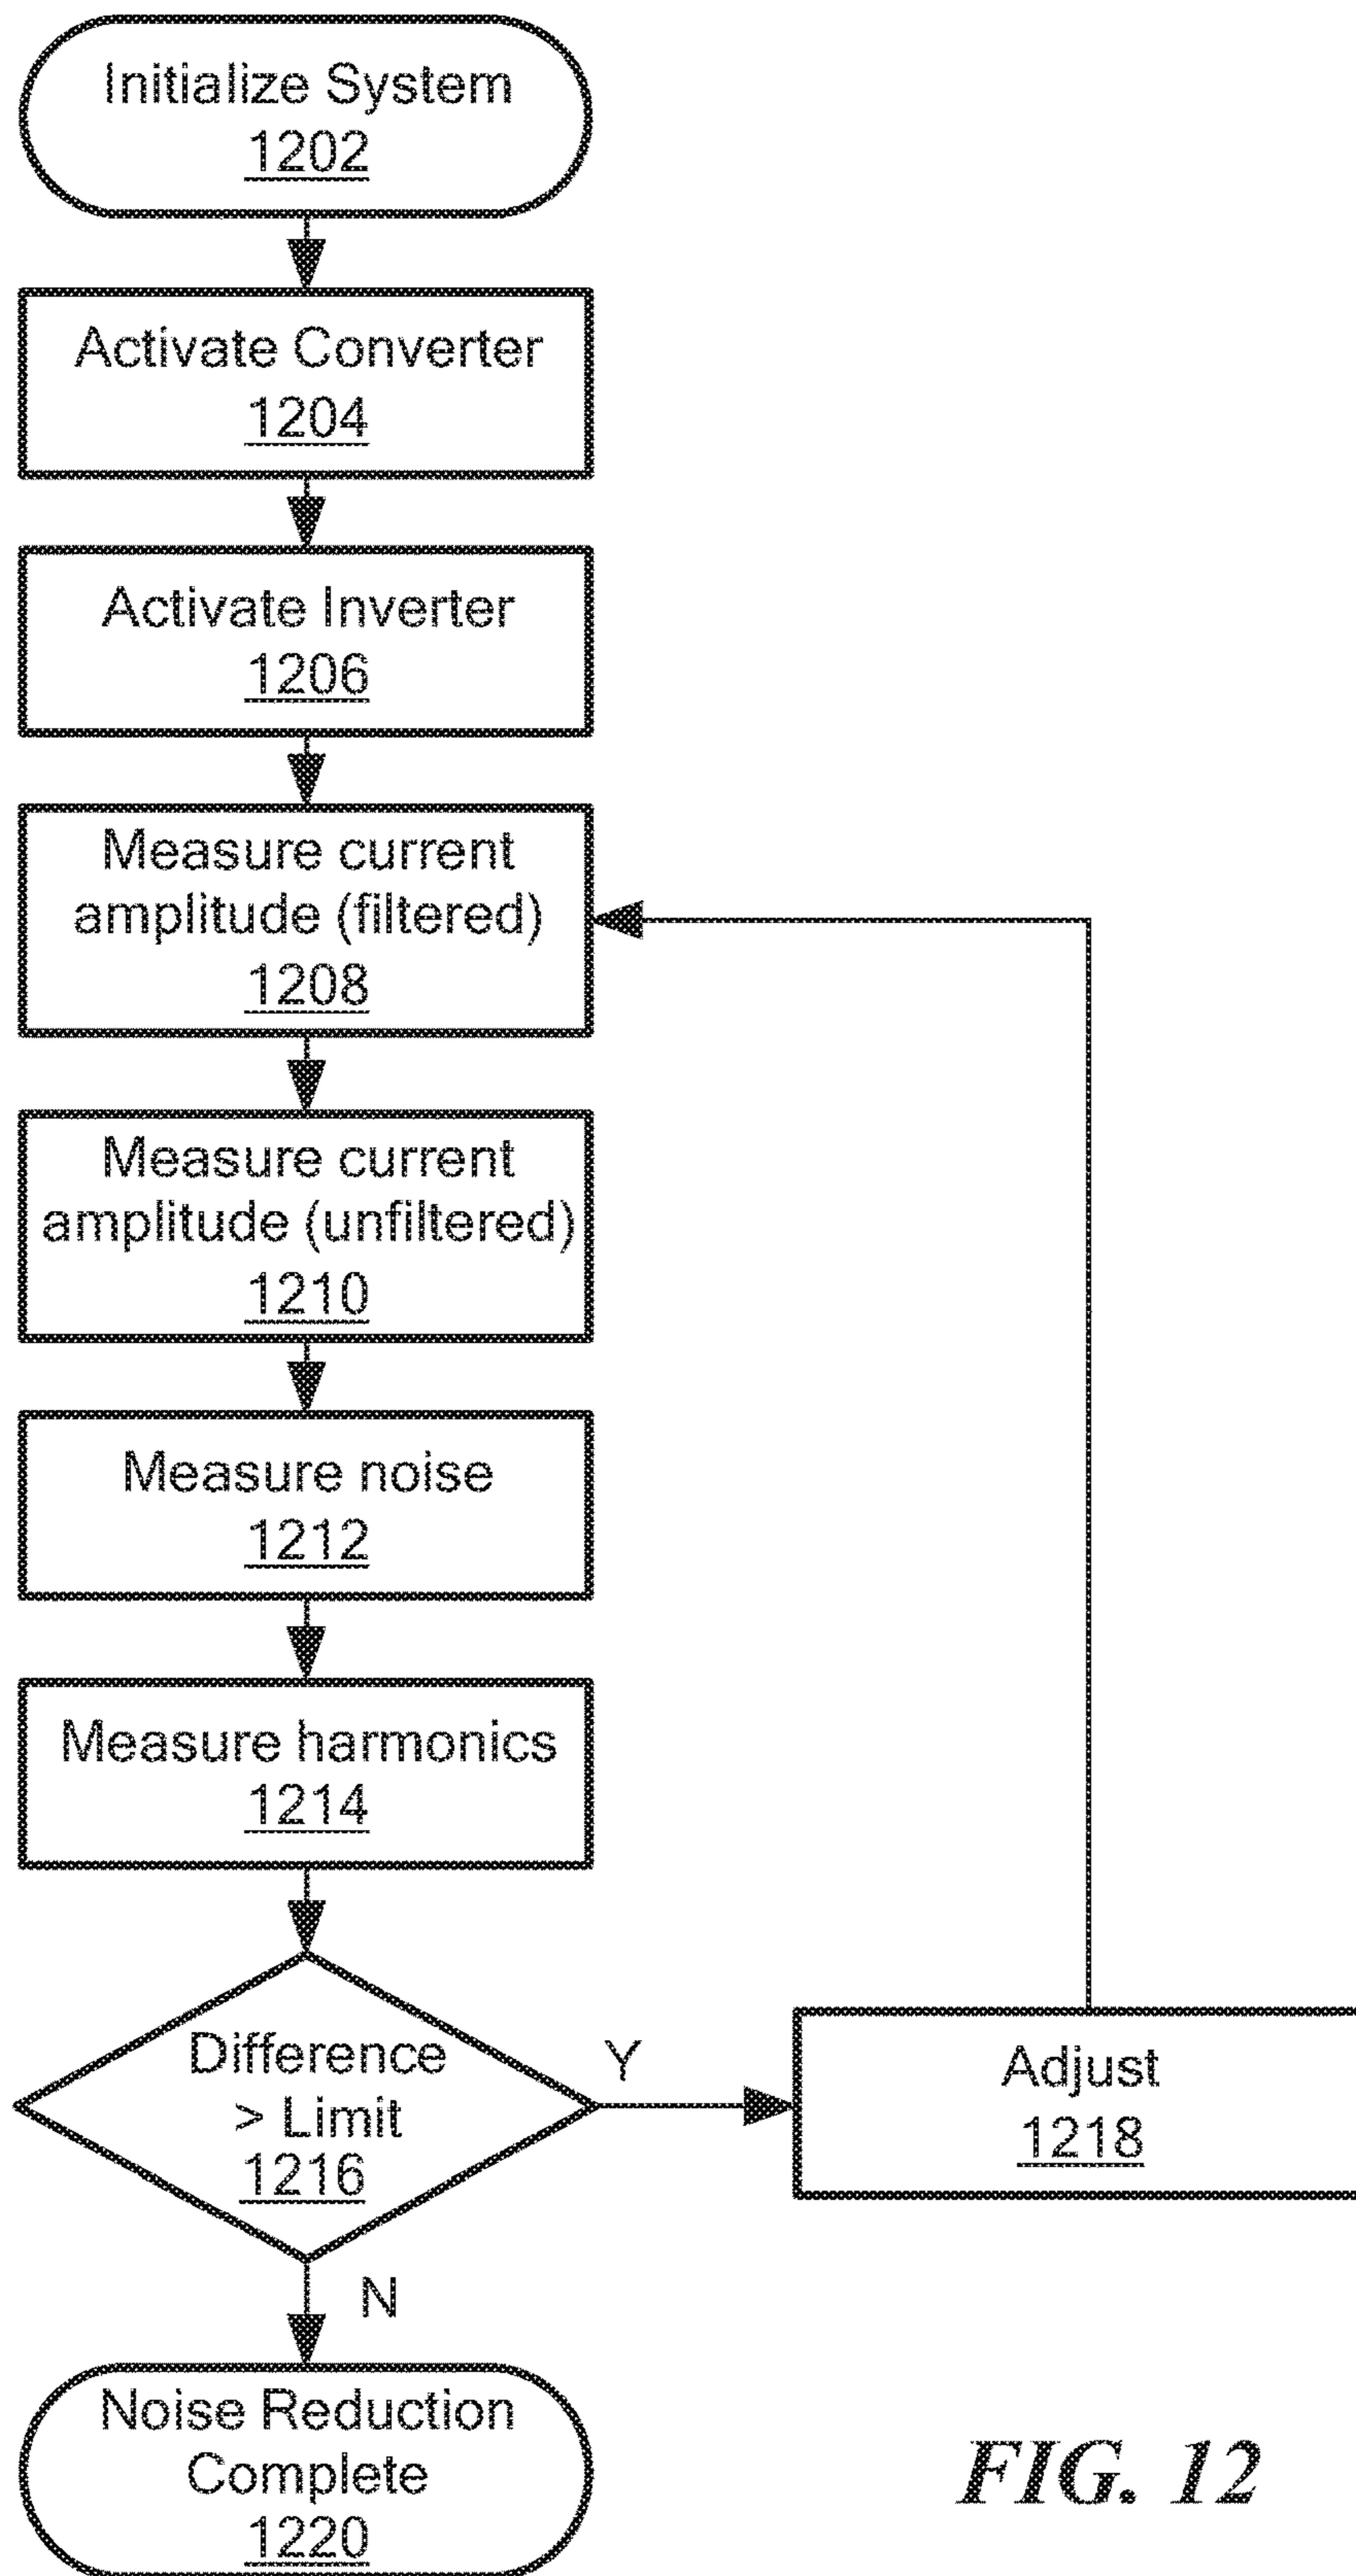 Initialize System
1202
Activate Converter
1204
Activate Inverter
1206
Measure current
amplitude (filtered)
1208
Measure current
amplitude (unfiltered)
1210
Measure noise
1212
Measure harmonics
1214
Difference
> Limit
1216
Y
Adjust
1218
N
Noise Reduction
Complete
1220
FIG. 12